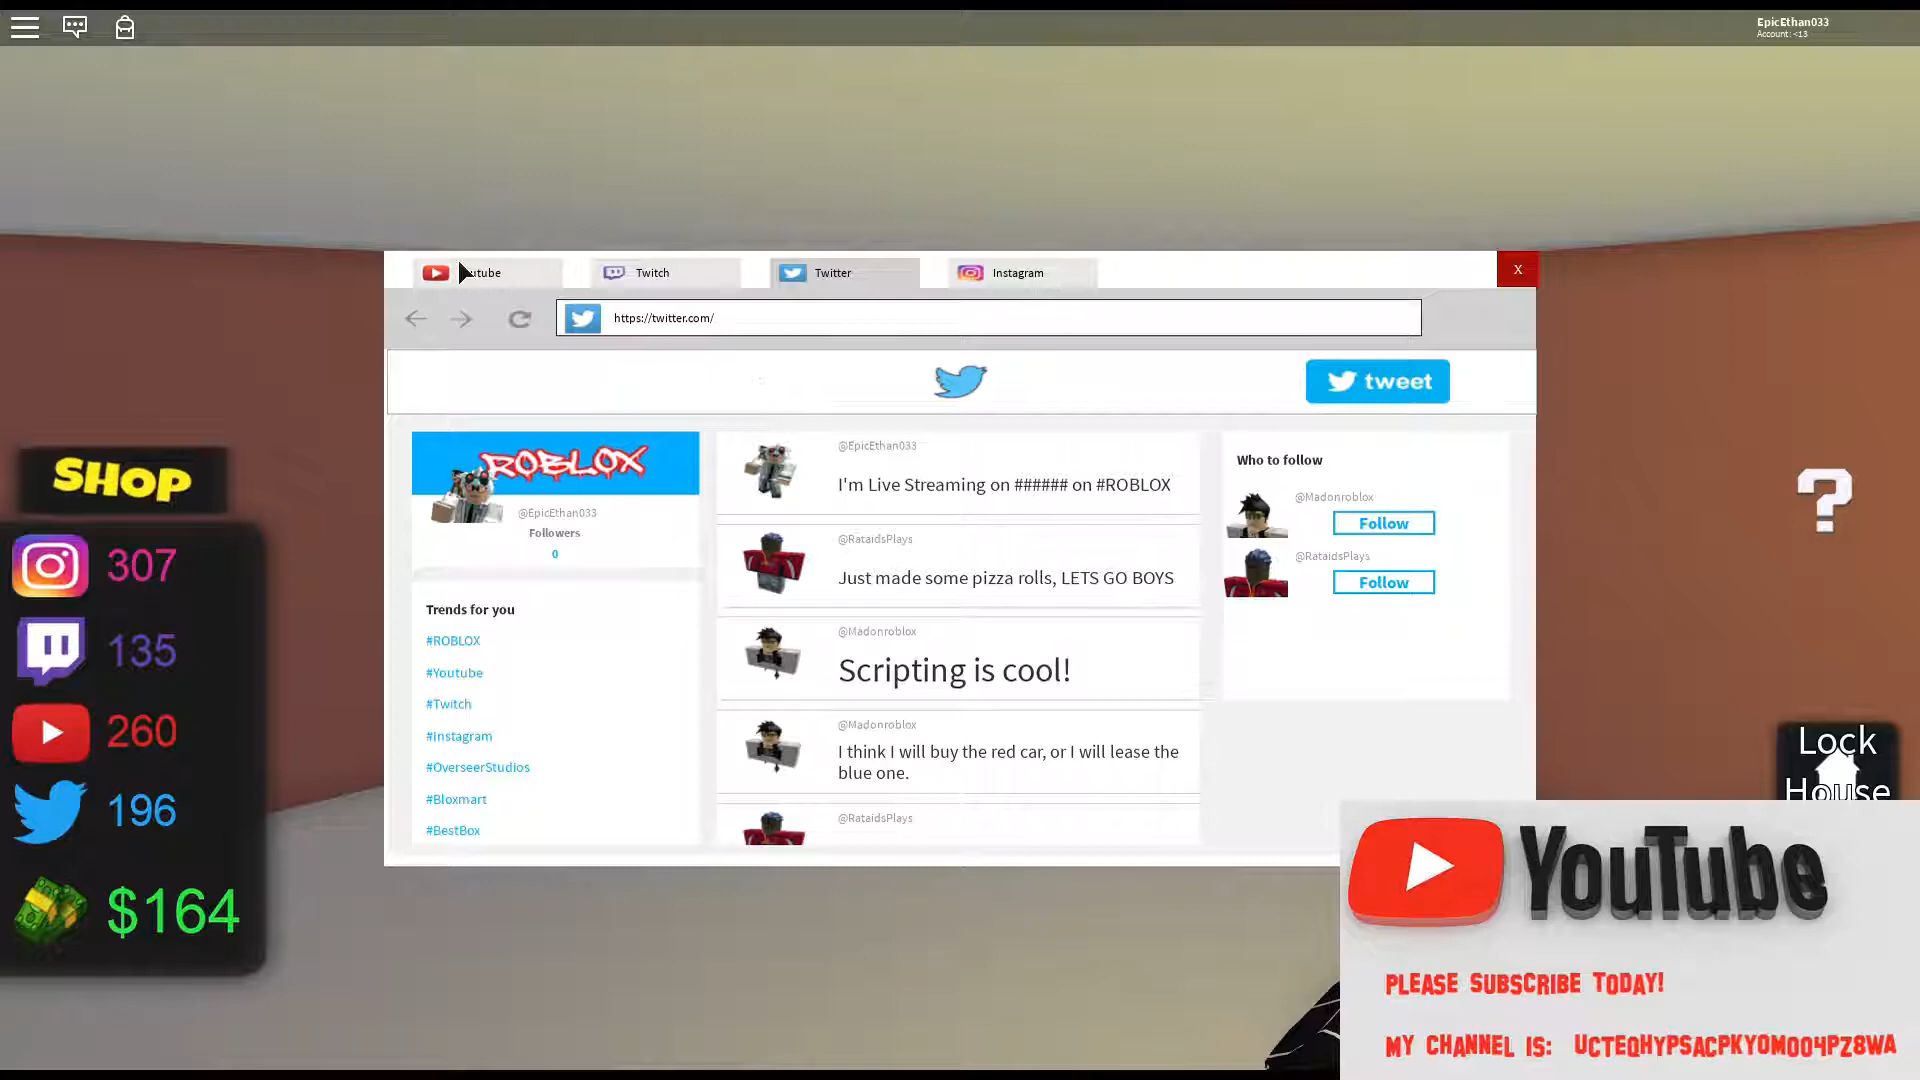 EpicEthan033
Account: <13
utube
Twitch
Twitter
Instagram
X
https://twitter.com/
tweet
ROBLOX
@EpicEthan033
Followers
0
Trends for you
#ROBLOX
#Youtube
#Twitch
#Instagram
#OverseerStudios
#Bloxmart
#BestBox
@EpicEthan033
I'm Live Streaming on ###### on #ROBLOX
@RataidsPlays
Just made some pizza rolls, LETS GO BOYS
@Madonroblox
Scripting is cool!
@Madonroblox
I think I will buy the red car, or I will lease the
blue one.
@RataidsPlays
Who to follow
@Madonroblox
Follow
@RataidsPlays
Follow
SHOP
307
135
260
196
$164
?
Lock
House
YouTube
PLEASE SUBSCRIBE TODAY!
MY CHANNEL IS: UCTEQHYPSACPKYOMOO4PZ8WA